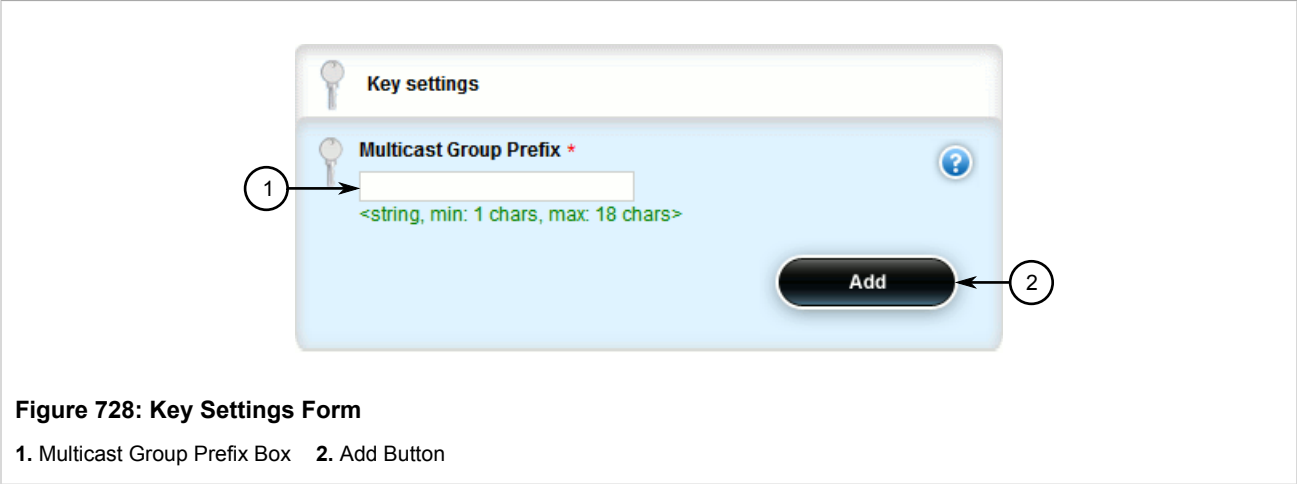 Key settings
Multicast Group Prefix *
?
1
<string, min: 1 chars, max: 18 chars>
Add
2
Figure 728: Key Settings Form
1. Multicast Group Prefix Box 2. Add Button